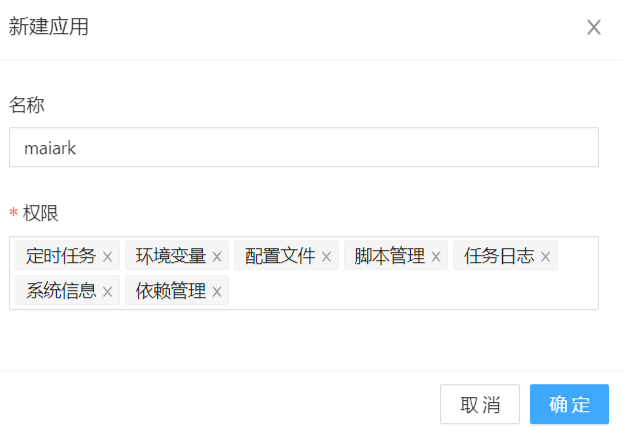 新建应用
名称
maiark
* 权限
定时任务 环境变量 配置文件 脚本管理 任务日志
系统信息 依赖管理
取消 确定